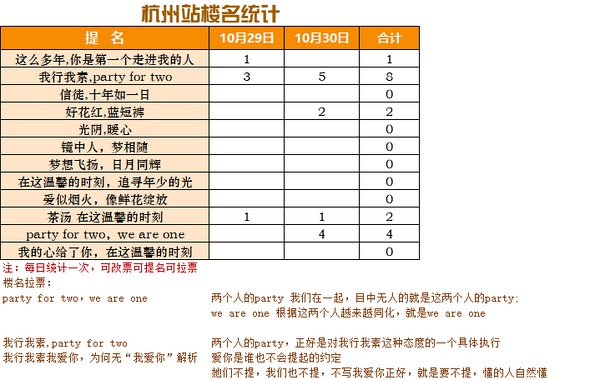 杭州站楼名统计
提 名 10月29日 10月30日 合计
这么多年,你是第一个走进我的人 1 1
我行我素,party for two 3 5 8
信徒,十年如一日 0
好花红,蓝短裤 2 2
光阴,暖心 0
镜中人，梦相随 0
梦想飞扬，日月同辉 0
在这温馨的时刻，追寻年少的光 0
爱似烟火，像鲜花绽放 0
茶汤 在这温馨的时刻 1 1 2
party for two，we are one 4 4
我的心给了你，在这温馨的时刻 0
注：每日统计一次，可改票可提名可拉票
楼名拉票：
party for two，we are one 两个人的party 我们在一起，目中无人的就是这两个人的party;
we are one 根据这两个人越来越同化，就是we are one
我行我素,party for two 两个人的party，正好是对我行我素这种态度的一个具体执行
我行我素我爱你，为何无“我爱你”解析 爱你是谁也不会提起的约定
她们不提，我们也不提，不写我爱你正好，就是要不提，懂的人自然懂